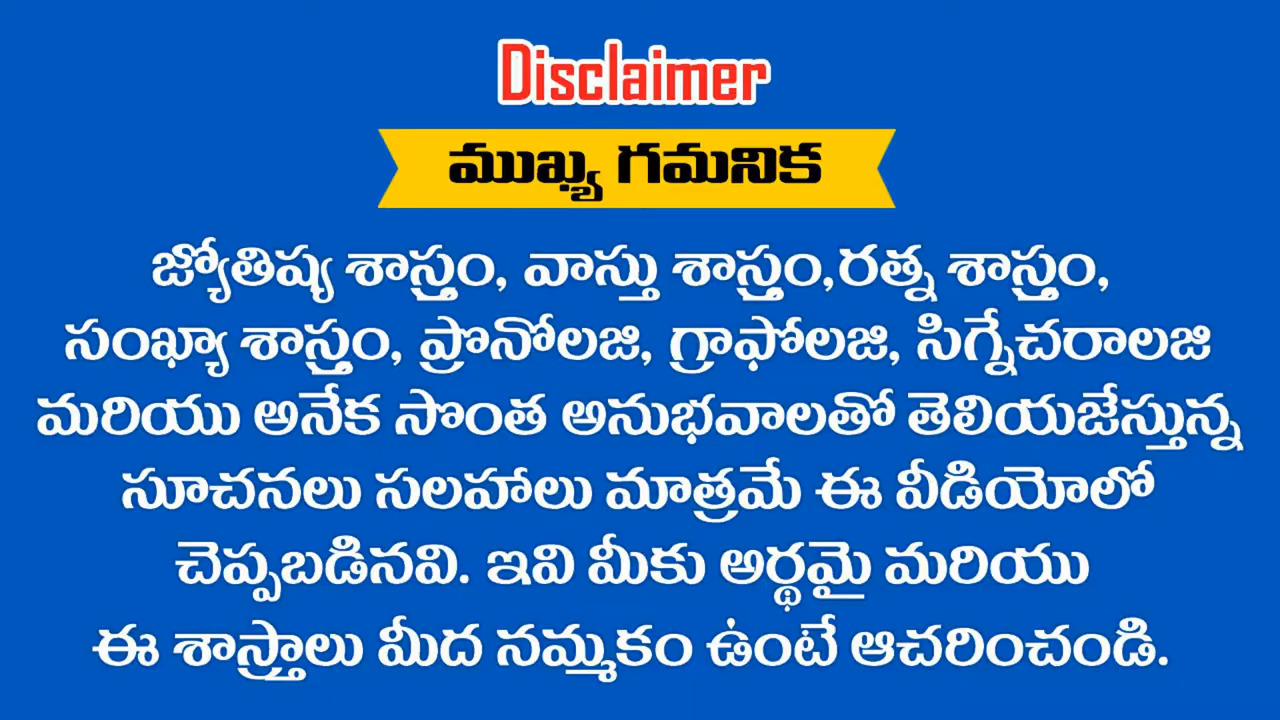 Disclaimer
ముఖ్య గమనిక
జ్యోతిష్య శాస్త్రం, వాస్తు శాస్త్రం,రత్న శాస్త్రం,
సంఖ్యా శాస్త్రం, ప్రొనోలజి, గ్రాఫోలజి, సిగ్నేచరాలజి
మరియు అనేక సొంత అనుభవాలతో తెలియజేస్తున్న
సూచనలు సలహాలు మాత్రమే ఈ వీడియోలో
చెప్పబడినవి. ఇవి మీకు అర్థమై మరియు
ఈ శాస్త్రాలు మీద నమ్మకం ఉంటే ఆచరించండి.